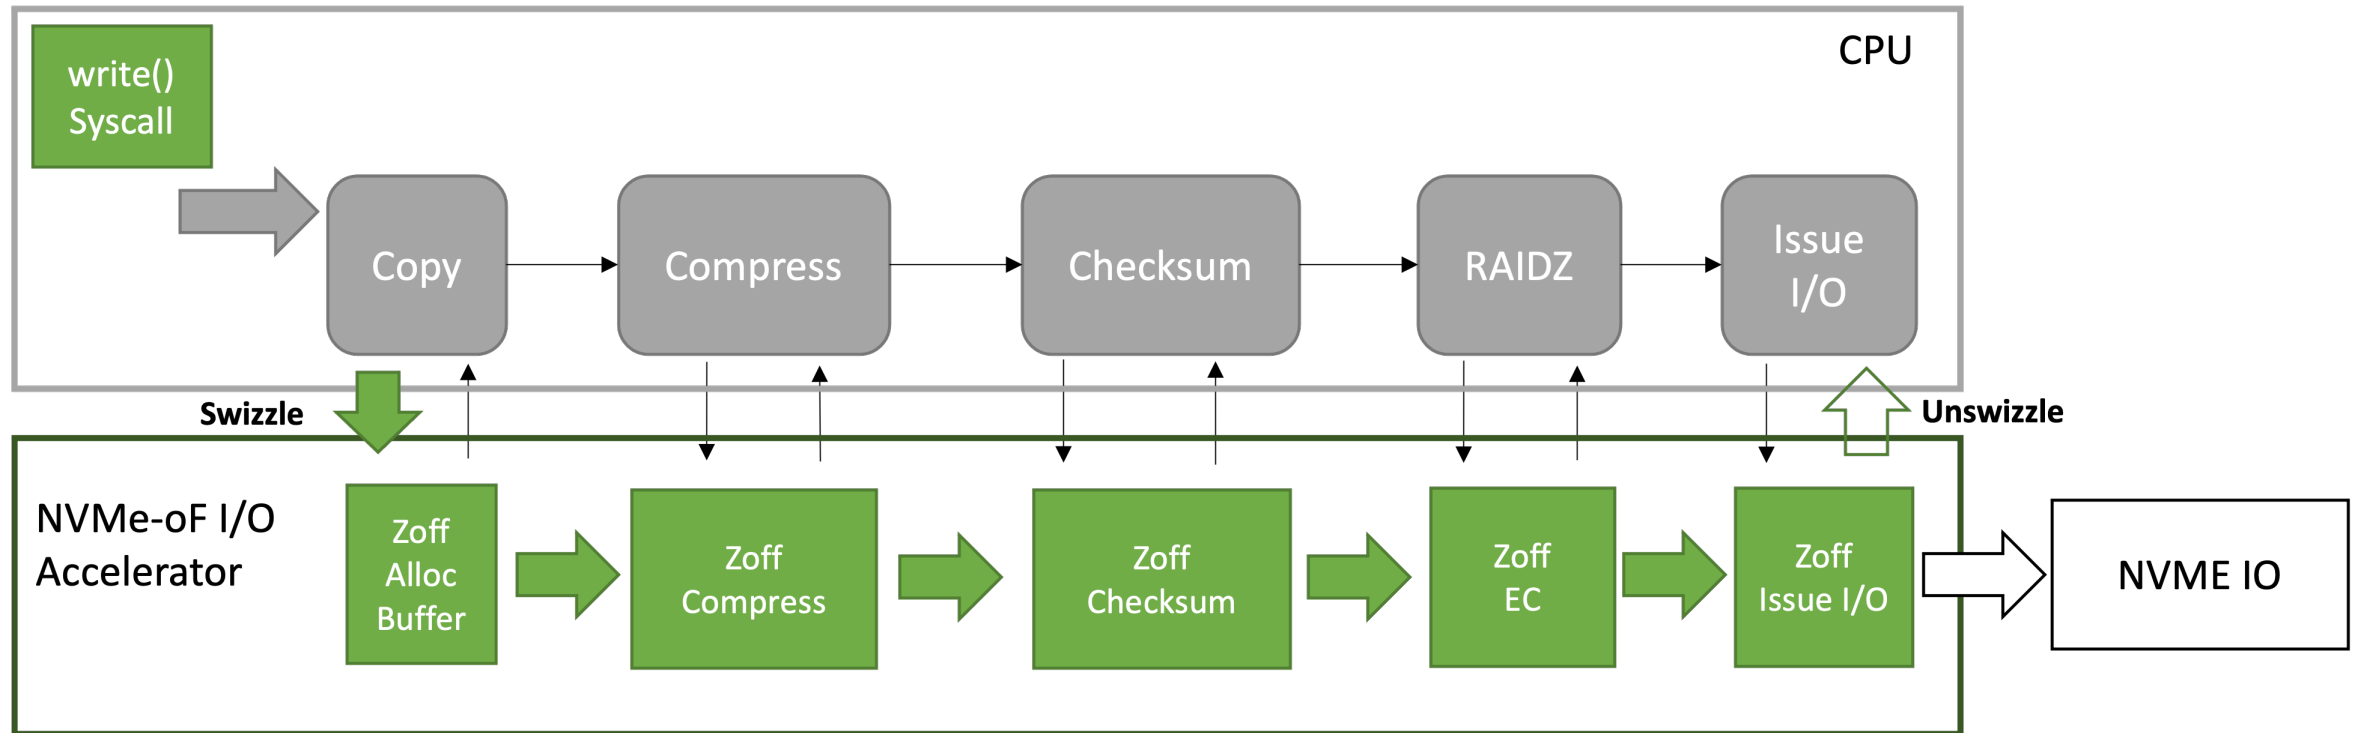 CPU
write()
Syscall
Copy
Compress
Checksum
RAIDZ
Issue
I/O
Swizzle
Unswizzle
NVMe-oF I/O
Accelerator
Zoff
Alloc
Buffer
Zoff
Compress
Zoff
Checksum
Zoff
EC
Zoff
Issue I/O
NVME IO